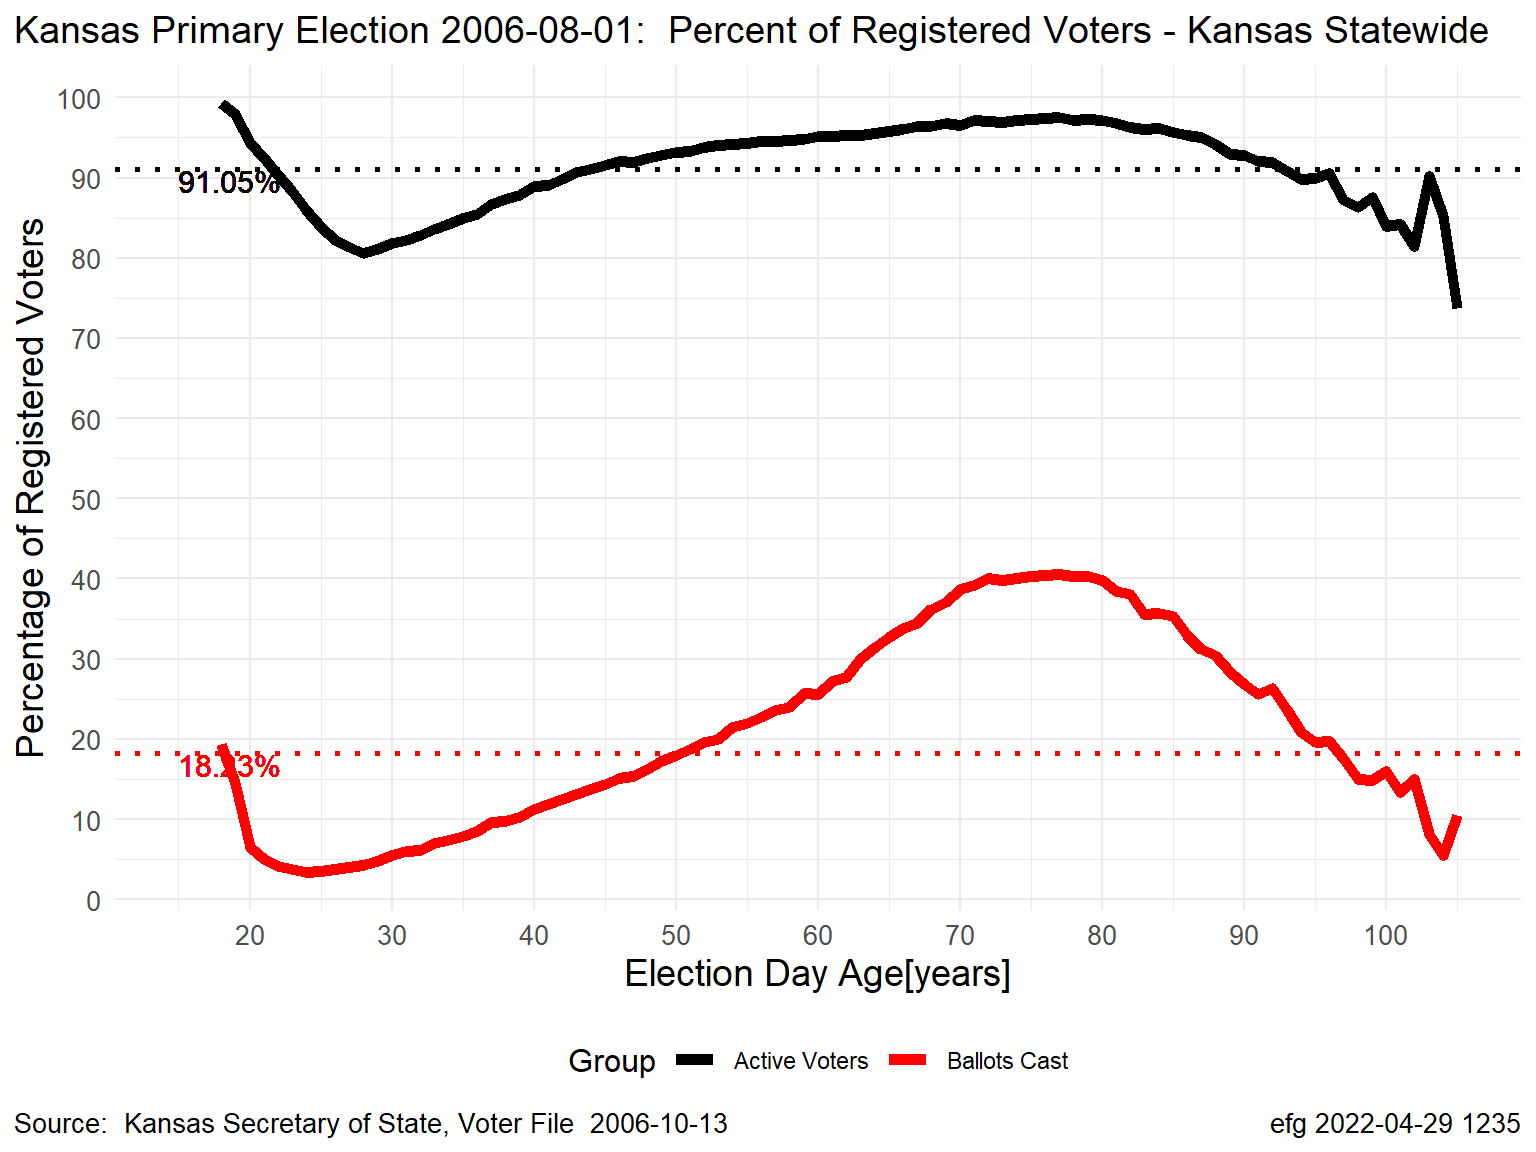 Kansas Primary Election 2006-08-01:  Percent of Registered Voters - Kansas Statewide
Percentage of Registered Voters
100
90
80
70
60
50
40
30
20
10
0
91.05%
18.23%
20 30 40 50 60 70 80 90 100
Election Day Age[years]
Group Active Voters Ballots Cast
Source:  Kansas Secretary of State, Voter File  2006-10-13
efg 2022-04-29 1235